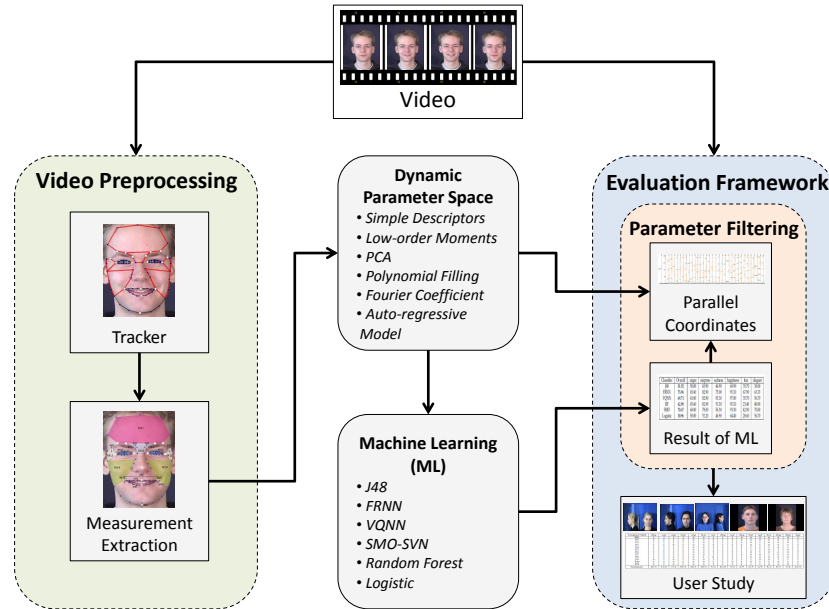 Video
Video Preprocessing
Tracker
Measurement
Extraction
Dynamic
Parameter Space
• Simple Descriptors
• Low-order Moments
• PCA
• Polynomial Filling
• Fourier Coefficient
• Auto-regressive
Model
Machine Learning
(ML)
• J48
• FRNN
• VQNN
• SMO-SVN
• Random Forest
• Logistic
Evaluation Framework
Parameter Filtering
Parallel
Coordinates
Result of ML
User Study